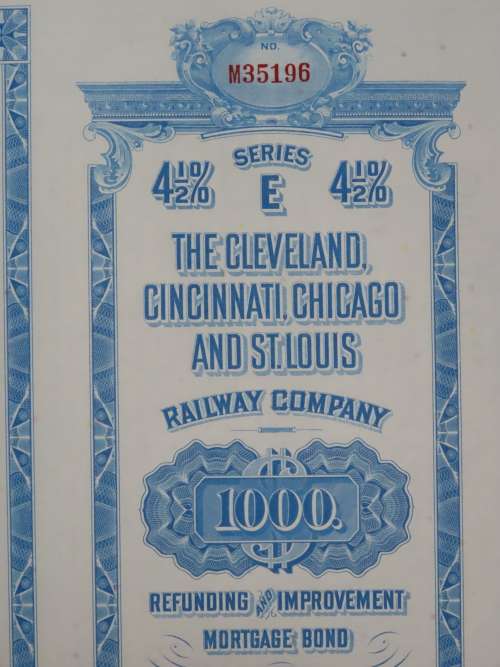 NO.
M35196
SERIES
4½% E 4½%
THE CLEVELAND,
CINCINNATI, CHICAGO
AND ST. LOUIS
RAILWAY COMPANY
1000.
REFUNDING AND IMPROVEMENT
MORTGAGE BOND